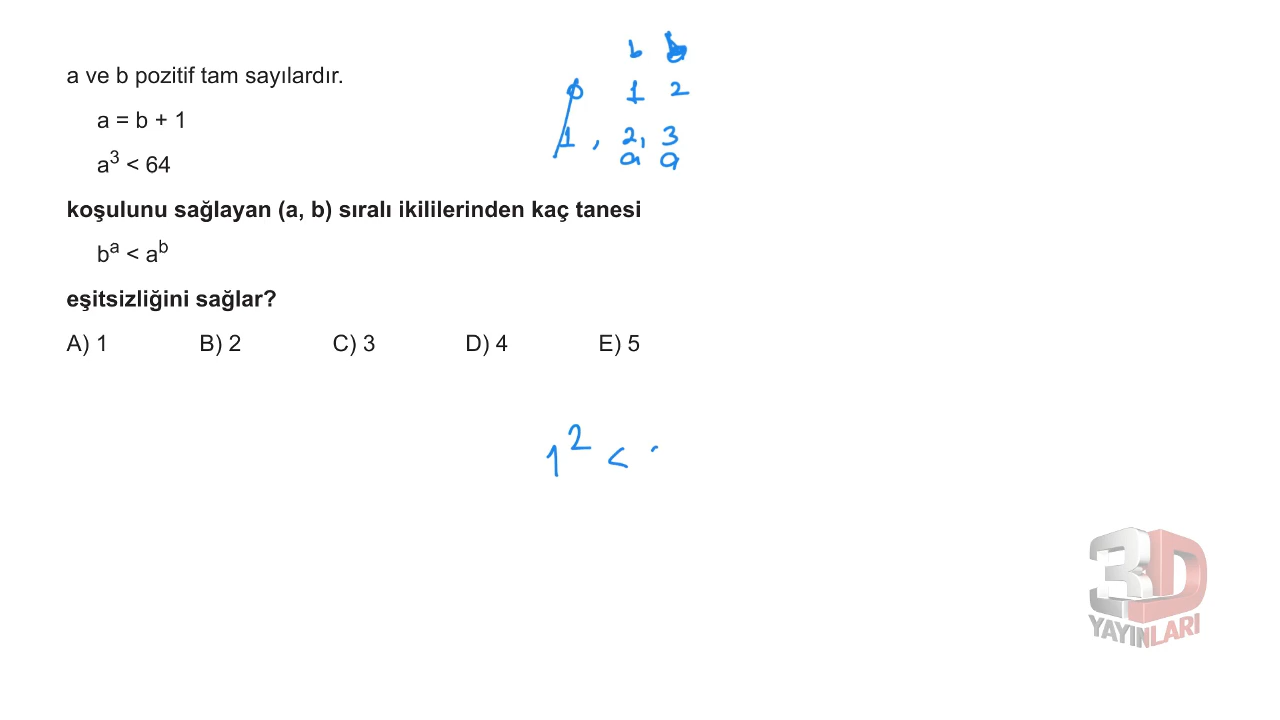 a ve b pozitif tam sayılardır.
a = b + 1
a³ < 64
koşulunu sağlayan (a, b) sıralı ikililerinden kaç tanesi
bᵃ < aᵇ
eşitsizliğini sağlar?
A) 1 B) 2 C) 3 D) 4 E) 5
b b
0 1 2
1 , 2, 3
a a
1² <
3D
YAYINLARI